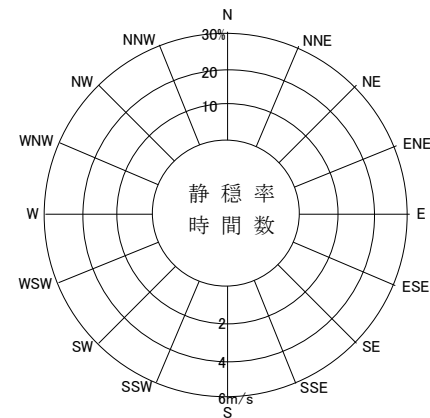 N
NNW
NNE
30%
NW
NE
20
10
WNW
ENE
静穏率
時間数
W
E
WSW
ESE
2
SW
SE
4
SSW
SSE
6m/s
S